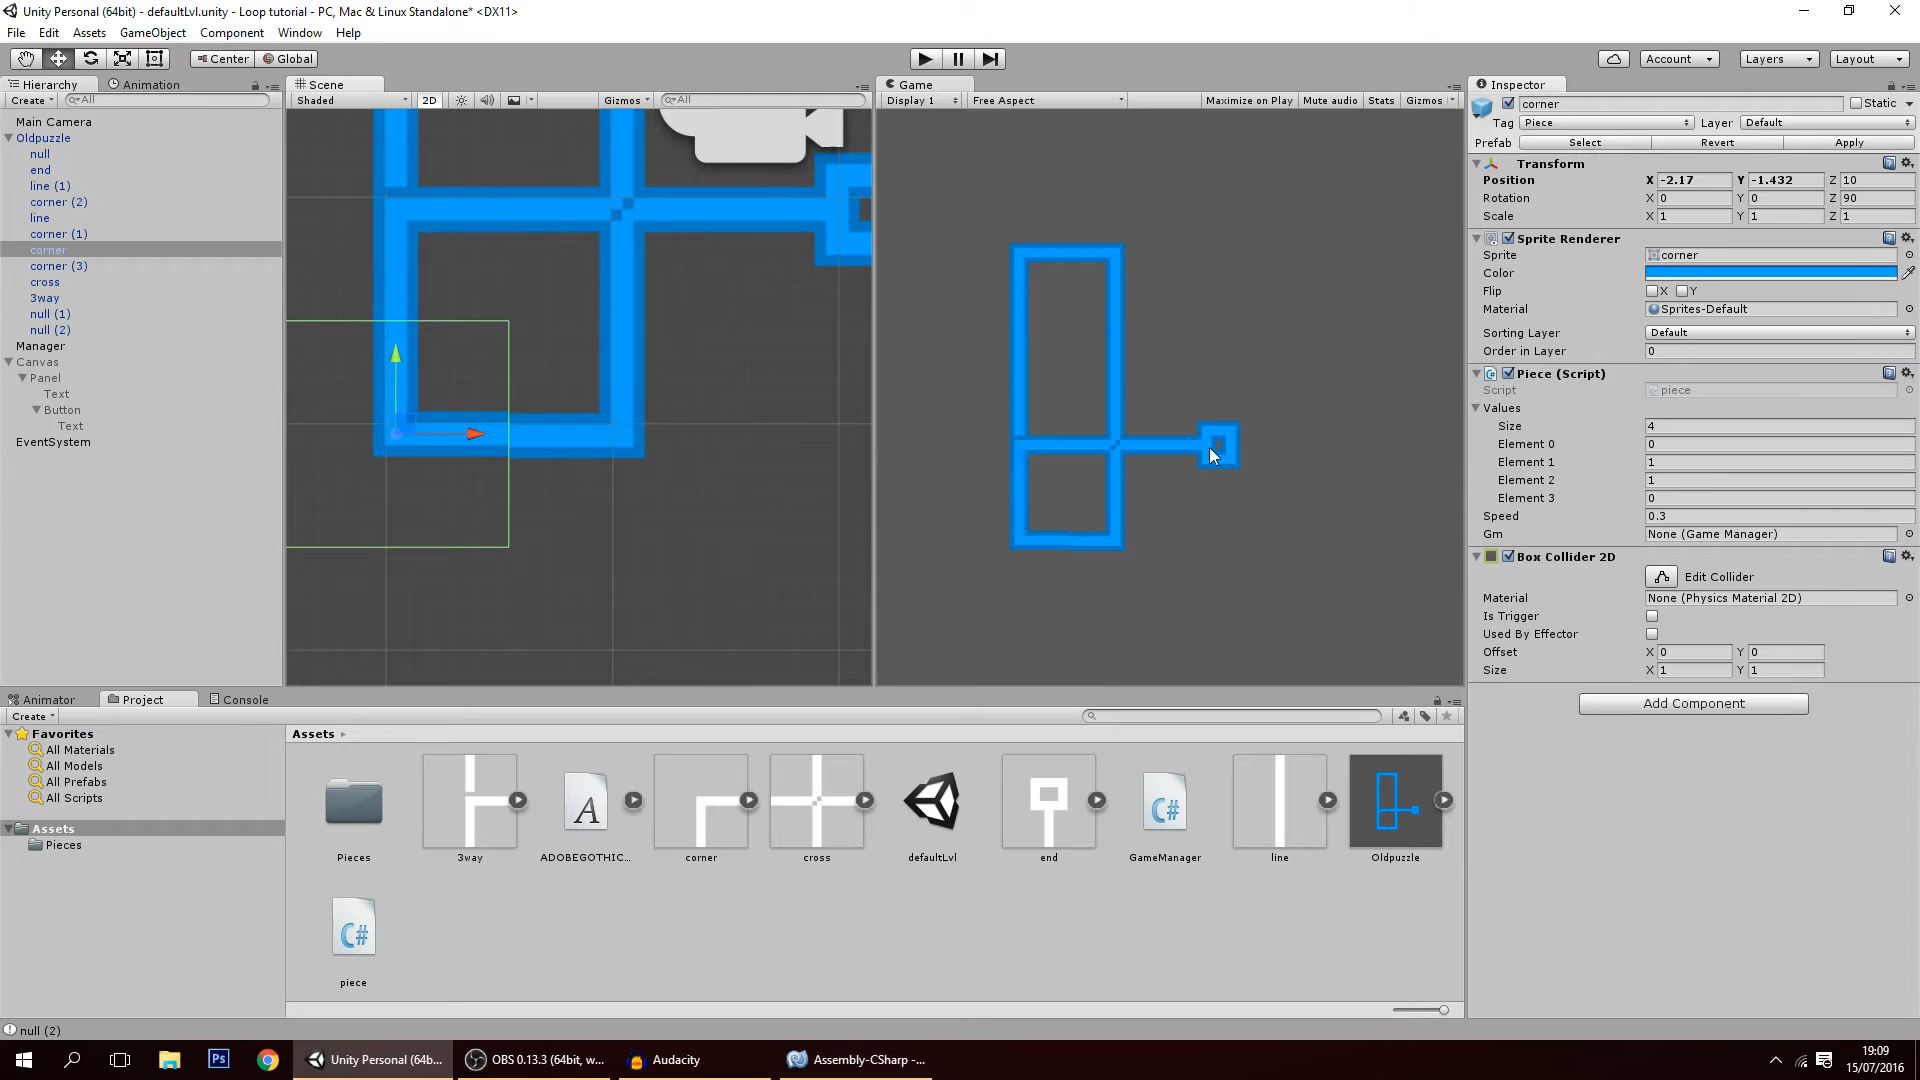 Unity Personal (64bit) - defaultLvl.unity - Loop tutorial - PC, Mac & Linux Standalone* <DX11>
File Edit Assets GameObject Component Window Help
Center Global Account Layers Layout
Hierarchy Animation
Create All
Main Camera
Oldpuzzle
null
end
line (1)
corner (2)
line
corner (1)
corner
corner (3)
cross
3way
null (1)
null (2)
Manager
Canvas
Panel
Text
Button
Text
EventSystem
Scene
Shaded 2D Gizmos All
Game
Display 1 Free Aspect Maximize on Play Mute audio Stats Gizmos
Inspector
corner Static
Tag Piece Layer Default
Prefab Select Revert Apply
Transform
Position X -2.17 Y -1.432 Z 10
Rotation X 0 Y 0 Z 90
Scale X 1 Y 1 Z 1
Sprite Renderer
Sprite corner
Color
Flip X Y
Material Sprites-Default
Sorting Layer Default
Order in Layer 0
Piece (Script)
Script piece
Values
Size 4
Element 0 0
Element 1 1
Element 2 1
Element 3 0
Speed 0.3
Gm None (Game Manager)
Box Collider 2D
Edit Collider
Material None (Physics Material 2D)
Is Trigger
Used By Effector
Offset X 0 Y 0
Size X 1 Y 1
Add Component
Animator Project Console
Create
Favorites
All Materials
All Models
All Prefabs
All Scripts
Assets
Pieces
Assets
A C#
Pieces 3way ADOBEGOTHIC... corner cross defaultLvl end GameManager line Oldpuzzle
C#
piece
null (2)
Ps Unity Personal (64b... OBS 0.13.3 (64bit, w... Audacity Assembly-CSharp -...
19:09
15/07/2016